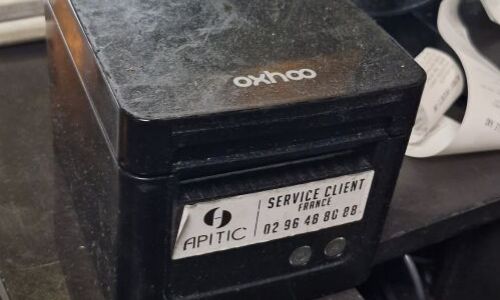 oxhoo
APITIC
SERVICE CLIENT
FRANCE
02 96 48 80 88